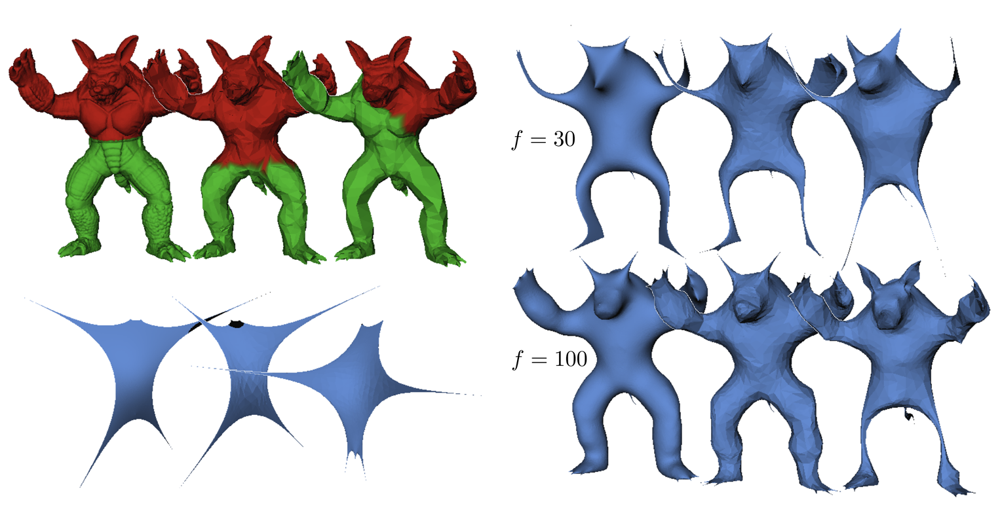 f = 30
f = 100